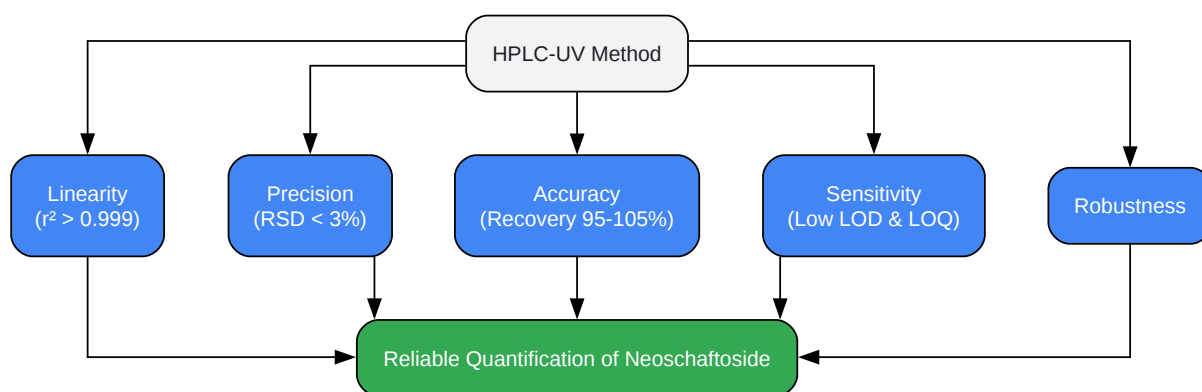 HPLC-UV Method
Linearity
(r² > 0.999)
Precision
(RSD < 3%)
Accuracy
(Recovery 95-105%)
Sensitivity
(Low LOD & LOQ)
Robustness
Reliable Quantification of Neoschaftoside